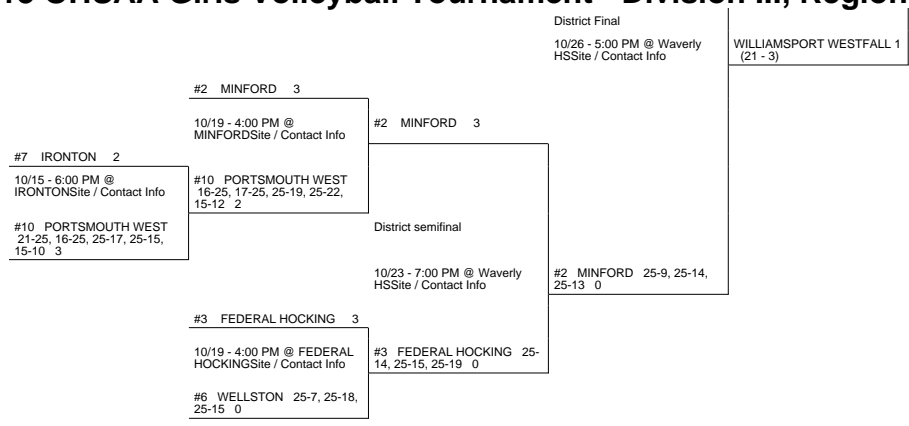 District Final
10/26 - 5:00 PM @ Waverly
HSSite / Contact Info
WILLIAMSPORT WESTFALL 1
(21 - 3)
#2 MINFORD 3
10/19 - 4:00 PM @
MINFORDSite / Contact Info
#2 MINFORD 3
#7 IRONTON 2
10/15 - 6:00 PM @
IRONTONSite / Contact Info
#10 PORTSMOUTH WEST
16-25, 17-25, 25-19, 25-22,
15-12 2
#10 PORTSMOUTH WEST
21-25, 16-25, 25-17, 25-15,
15-10 3
District semifinal
10/23 - 7:00 PM @ Waverly
HSSite / Contact Info
#2 MINFORD 25-9, 25-14,
25-13 0
#3 FEDERAL HOCKING 3
10/19 - 4:00 PM @ FEDERAL
HOCKINGSite / Contact Info
#3 FEDERAL HOCKING 25-
14, 25-15, 25-19 0
#6 WELLSTON 25-7, 25-18,
25-15 0